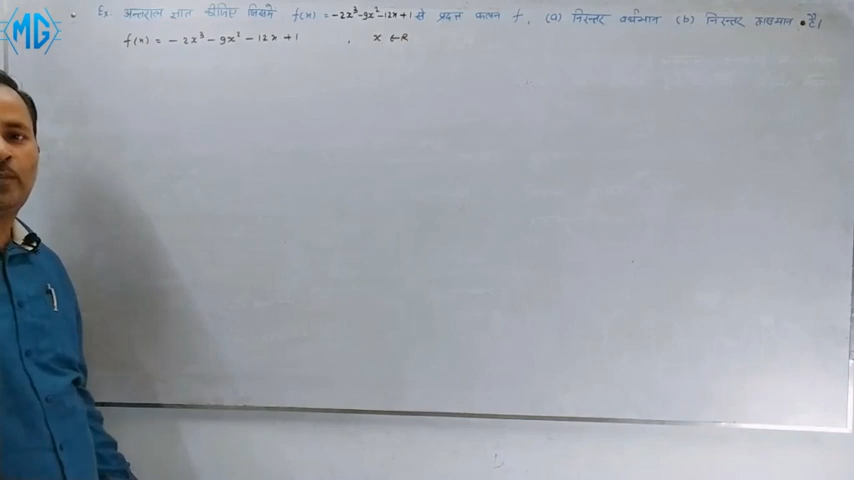 MG
Ex. अन्तराल ज्ञात कीजिए जिसमें f(x) = -2x³-9x²-12x+1 से प्रदत्त फलन f, (a) निरन्तर वर्धमान (b) निरन्तर ह्रासमान है।
f(x) = -2x³ - 9x² - 12x + 1 , x ∈ R